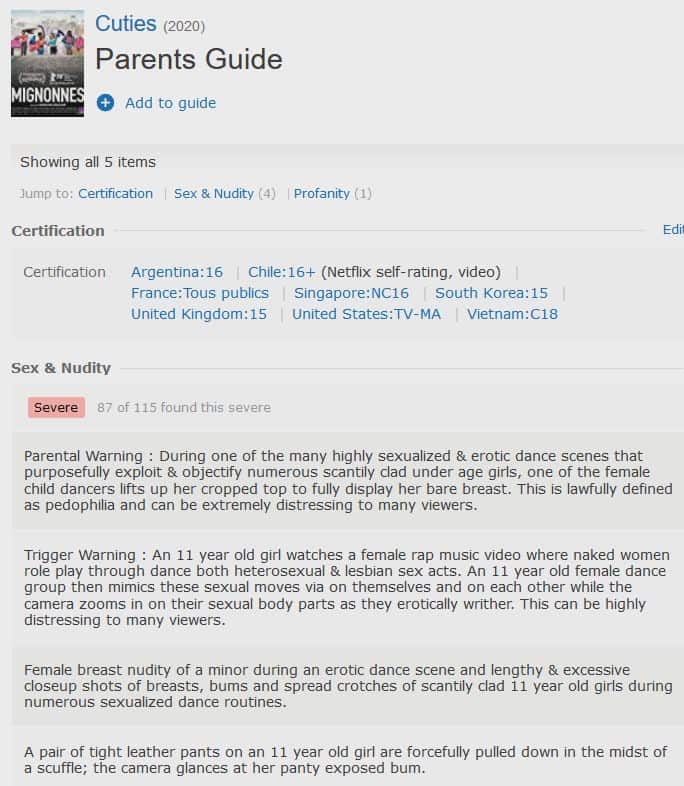 Cuties (2020)
Parents Guide
Add to guide
MIGNONNES
Showing all 5 items
Jump to: Certification | Sex & Nudity (4) | Profanity (1)
Certification
Edit
Certification Argentina:16 | Chile:16+ (Netflix self-rating, video) |
France:Tous publics | Singapore:NC16 | South Korea:15 |
United Kingdom:15 | United States:TV-MA | Vietnam:C18
Sex & Nudity
Severe 87 of 115 found this severe
Parental Warning : During one of the many highly sexualized & erotic dance scenes that
purposefully exploit & objectify numerous scantily clad under age girls, one of the female
child dancers lifts up her cropped top to fully display her bare breast. This is lawfully defined
as pedophilia and can be extremely distressing to many viewers.
Trigger Warning : An 11 year old girl watches a female rap music video where naked women
role play through dance both heterosexual & lesbian sex acts. An 11 year old female dance
group then mimics these sexual moves via on themselves and on each other while the
camera zooms in on their sexual body parts as they erotically writher. This can be highly
distressing to many viewers.
Female breast nudity of a minor during an erotic dance scene and lengthy & excessive
closeup shots of breasts, bums and spread crotches of scantily clad 11 year old girls during
numerous sexualized dance routines.
A pair of tight leather pants on an 11 year old girl are forcefully pulled down in the midst of
a scuffle; the camera glances at her panty exposed bum.